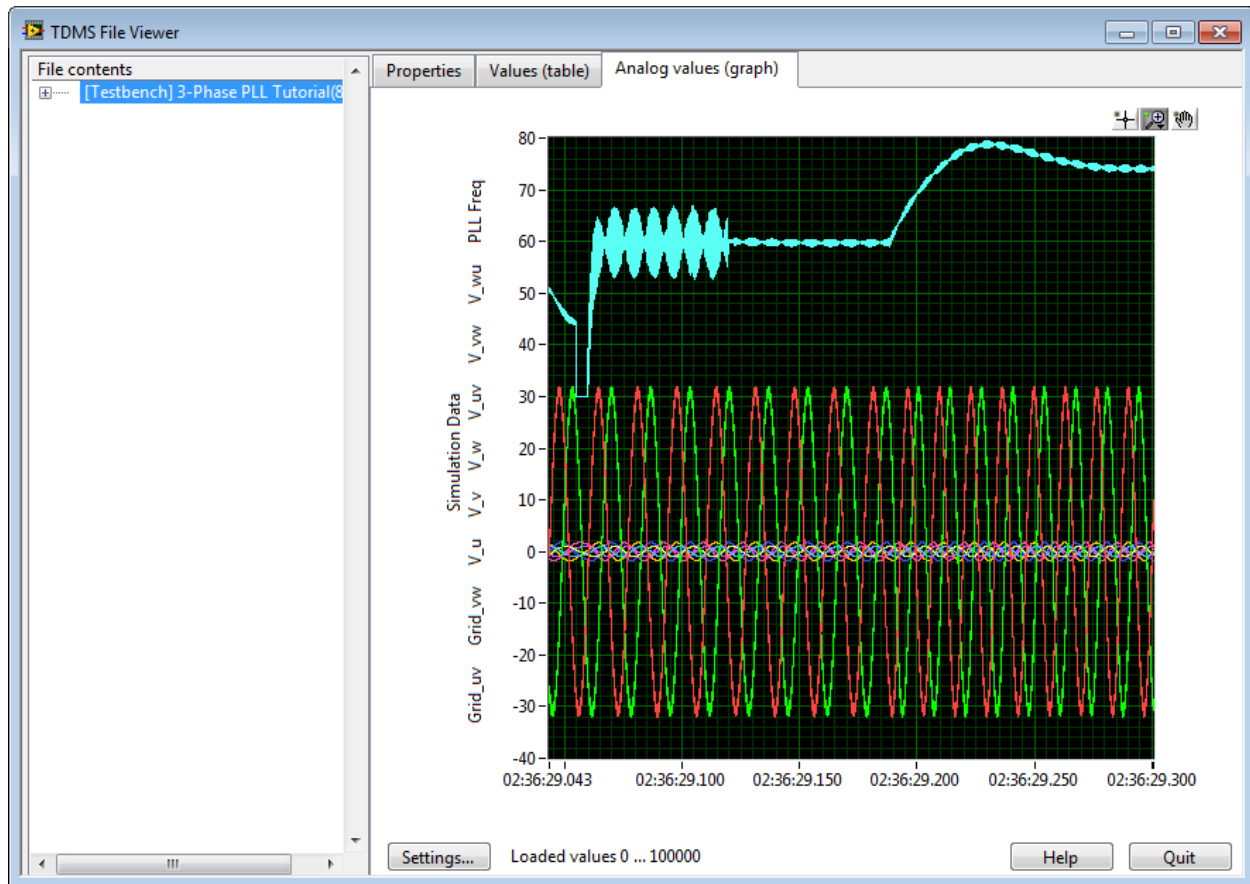 TDMS File Viewer
File contents
[Testbench] 3-Phase PLL Tutorial(8
Properties
Values (table)
Analog values (graph)
80
70
60
50
40
30
20
10
0
-10
-20
-30
-40
Simulation Data
PLL Freq
V_wu
V_vw
V_uv
V_w
V_v
V_u
Grid_vw
Grid_uv
02:36:29.043
02:36:29.100
02:36:29.150
02:36:29.200
02:36:29.250
02:36:29.300
Settings...
Loaded values 0 ... 100000
Help
Quit